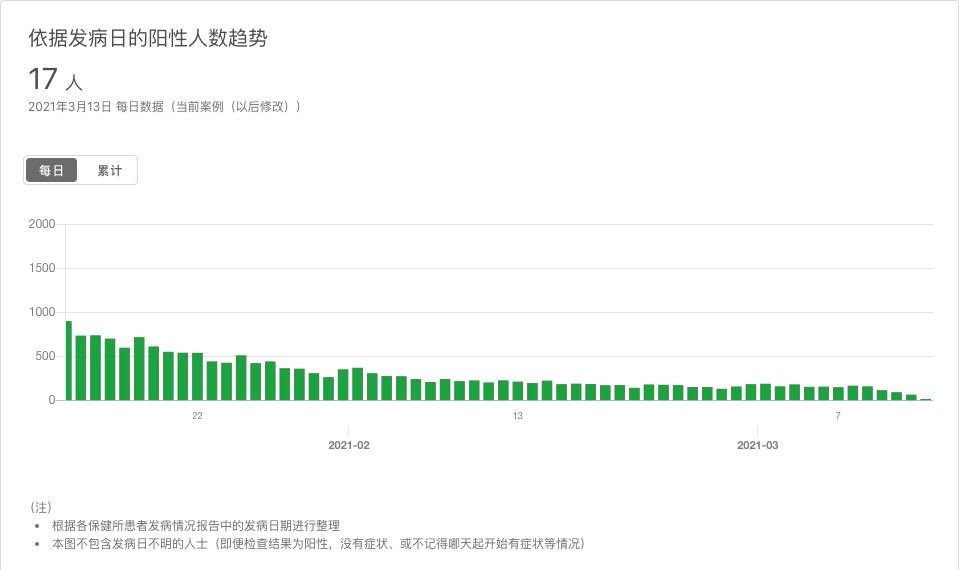 依据发病日的阳性人数趋势
17 人
2021年3月13日 每日数据（当前案例（以后修改））
每日 累计
2000
1500
1000
500
0
22 13 7
2021-02 2021-03
（注）
• 根据各保健所患者发病情况报告中的发病日期进行整理
• 本图不包含发病日不明的人士（即便检查结果为阳性，没有症状、或不记得哪天起开始有症状等情况）